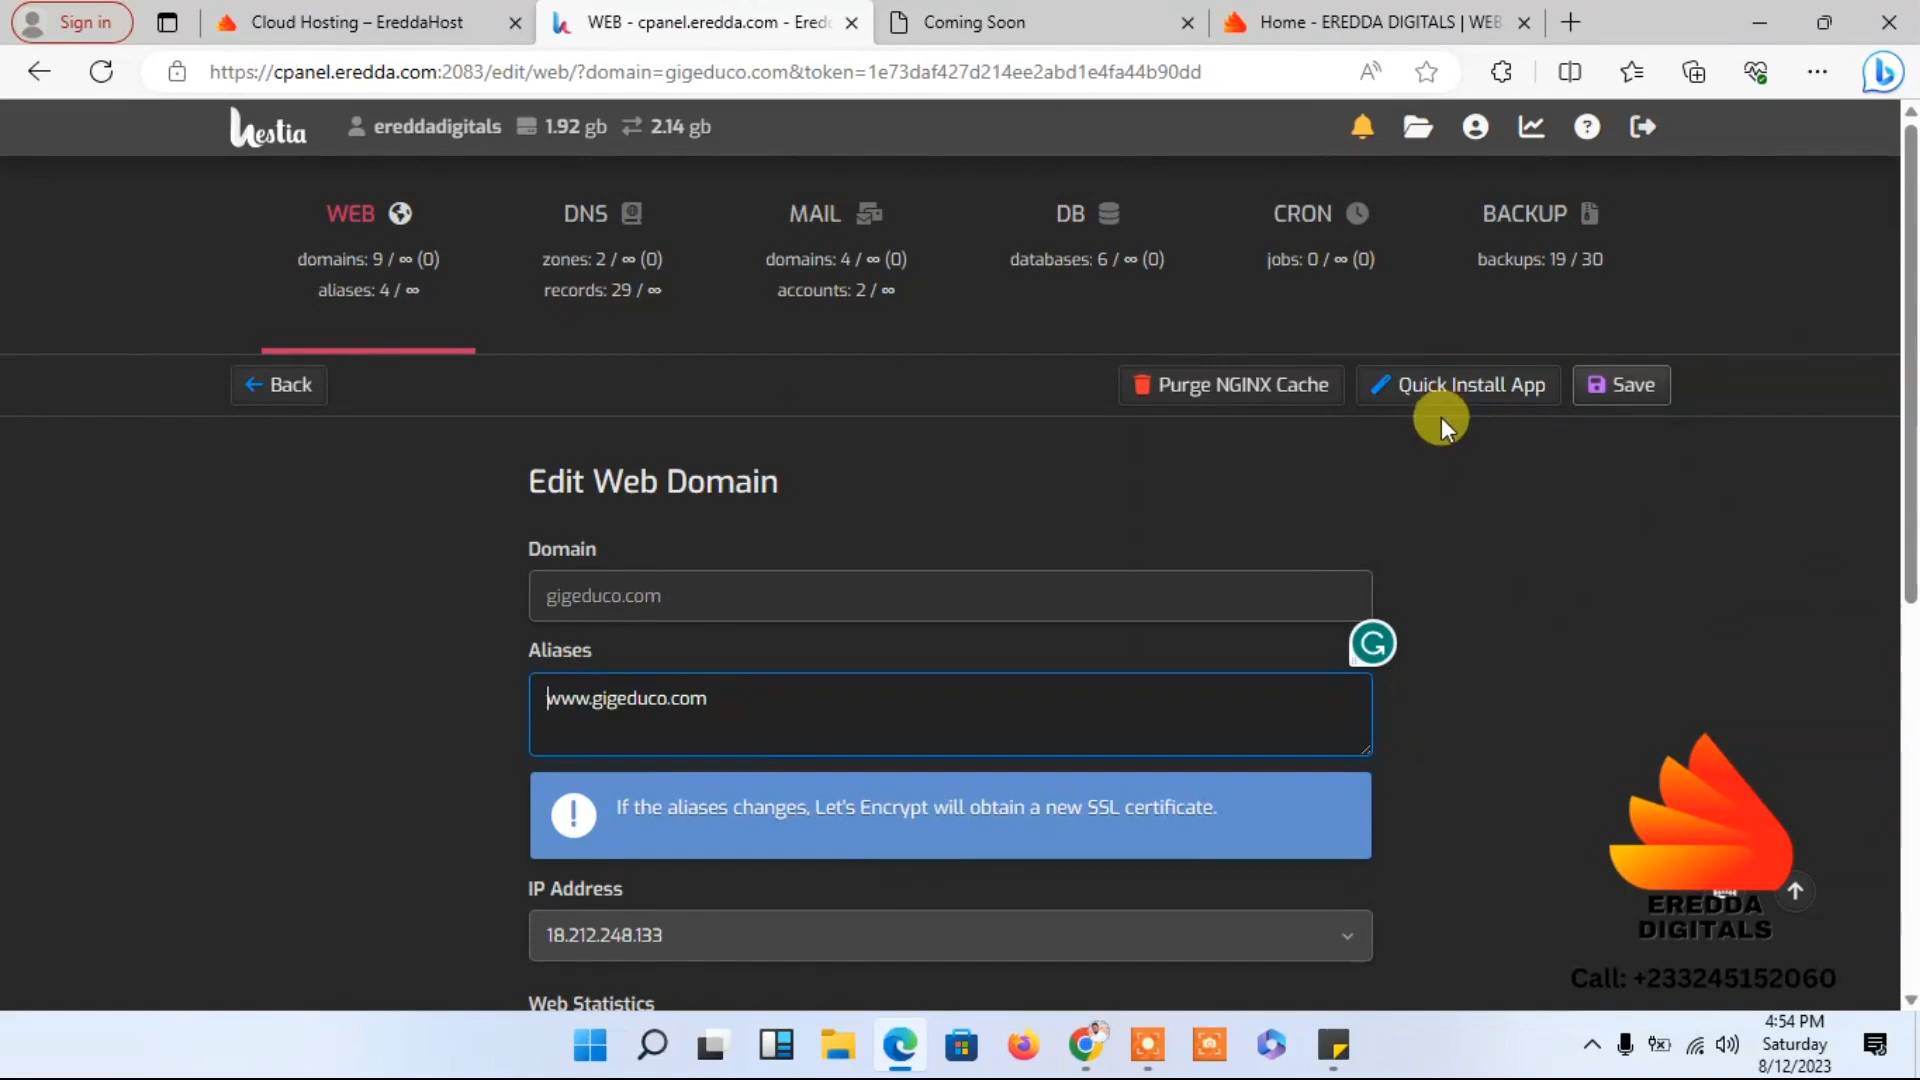 Sign in
Cloud Hosting – EreddaHost
WEB - cpanel.eredda.com - Eredd
Coming Soon
Home - EREDDA DIGITALS | WEB
https://cpanel.eredda.com:2083/edit/web/?domain=gigeduco.com&token=1e73daf427d214ee2abd1e4fa44b90dd
hestia
ereddadigitals 1.92 gb 2.14 gb
WEB DNS MAIL DB CRON BACKUP
domains: 9 / ∞ (0) zones: 2 / ∞ (0) domains: 4 / ∞ (0) databases: 6 / ∞ (0) jobs: 0 / ∞ (0) backups: 19 / 30
aliases: 4 / ∞ records: 29 / ∞ accounts: 2 / ∞
Back Purge NGINX Cache Quick Install App Save
Edit Web Domain
Domain
gigeduco.com
Aliases
www.gigeduco.com
If the aliases changes, Let's Encrypt will obtain a new SSL certificate.
IP Address
18.212.248.133
Web Statistics
EREDDA
DIGITALS
Call: +233245152060
4:54 PM
Saturday
8/12/2023